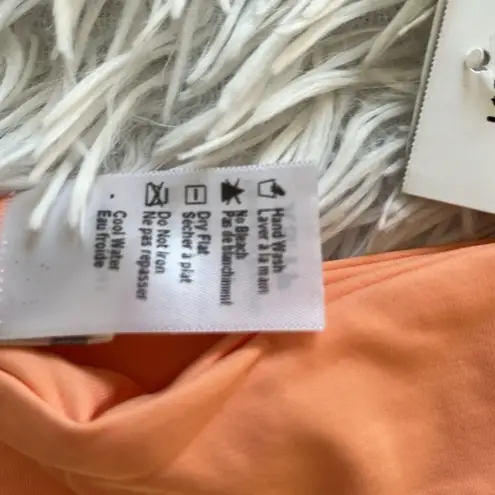 Hand Wash
Laver à la main
No Bleach
Pas de blanchiment
Dry Flat
Sécher à plat
Do Not Iron
Ne pas repasser
Cool Water
Eau froide